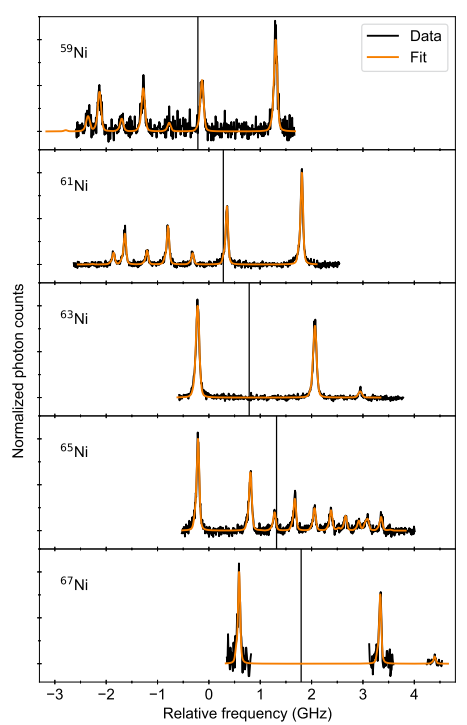 ⁵⁹Ni
Data
Fit
⁶¹Ni
⁶³Ni
⁶⁵Ni
⁶⁷Ni
Normalized photon counts
−3 −2 −1 0 1 2 3 4
Relative frequency (GHz)